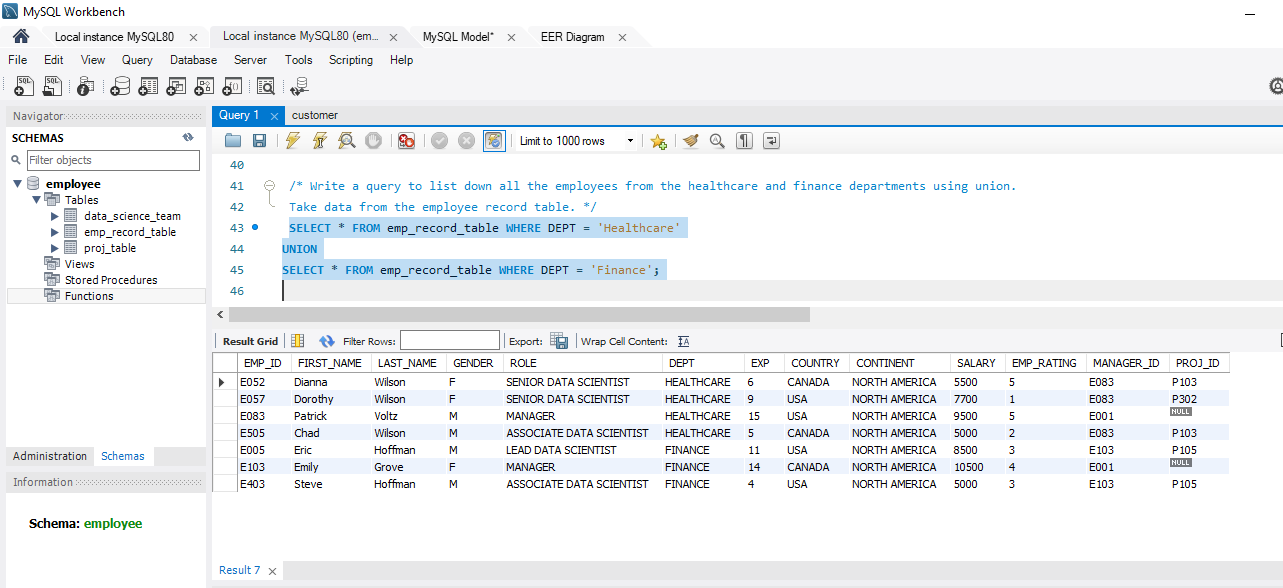 MySQL Workbench
Local instance MySQL80 Local instance MySQL80 (em... MySQL Model* EER Diagram
File Edit View Query Database Server Tools Scripting Help
Navigator
SCHEMAS
Filter objects
employee
Tables
data_science_team
emp_record_table
proj_table
Views
Stored Procedures
Functions
Administration Schemas
Information
Schema: employee
Query 1 customer
Limit to 1000 rows
40
41 /* Write a query to list down all the employees from the healthcare and finance departments using union.
42 Take data from the employee record table. */
43 SELECT * FROM emp_record_table WHERE DEPT = 'Healthcare'
44 UNION
45 SELECT * FROM emp_record_table WHERE DEPT = 'Finance';
46
Result Grid Filter Rows: Export: Wrap Cell Content:
EMP_ID FIRST_NAME LAST_NAME GENDER ROLE DEPT EXP COUNTRY CONTINENT SALARY EMP_RATING MANAGER_ID PROJ_ID
E052 Dianna Wilson F SENIOR DATA SCIENTIST HEALTHCARE 6 CANADA NORTH AMERICA 5500 5 E083 P103
E057 Dorothy Wilson F SENIOR DATA SCIENTIST HEALTHCARE 9 USA NORTH AMERICA 7700 1 E083 P302
E083 Patrick Voltz M MANAGER HEALTHCARE 15 USA NORTH AMERICA 9500 5 E001 NULL
E505 Chad Wilson M ASSOCIATE DATA SCIENTIST HEALTHCARE 5 CANADA NORTH AMERICA 5000 2 E083 P103
E005 Eric Hoffman M LEAD DATA SCIENTIST FINANCE 11 USA NORTH AMERICA 8500 3 E103 P105
E103 Emily Grove F MANAGER FINANCE 14 CANADA NORTH AMERICA 10500 4 E001 NULL
E403 Steve Hoffman M ASSOCIATE DATA SCIENTIST FINANCE 4 USA NORTH AMERICA 5000 3 E103 P105
Result 7